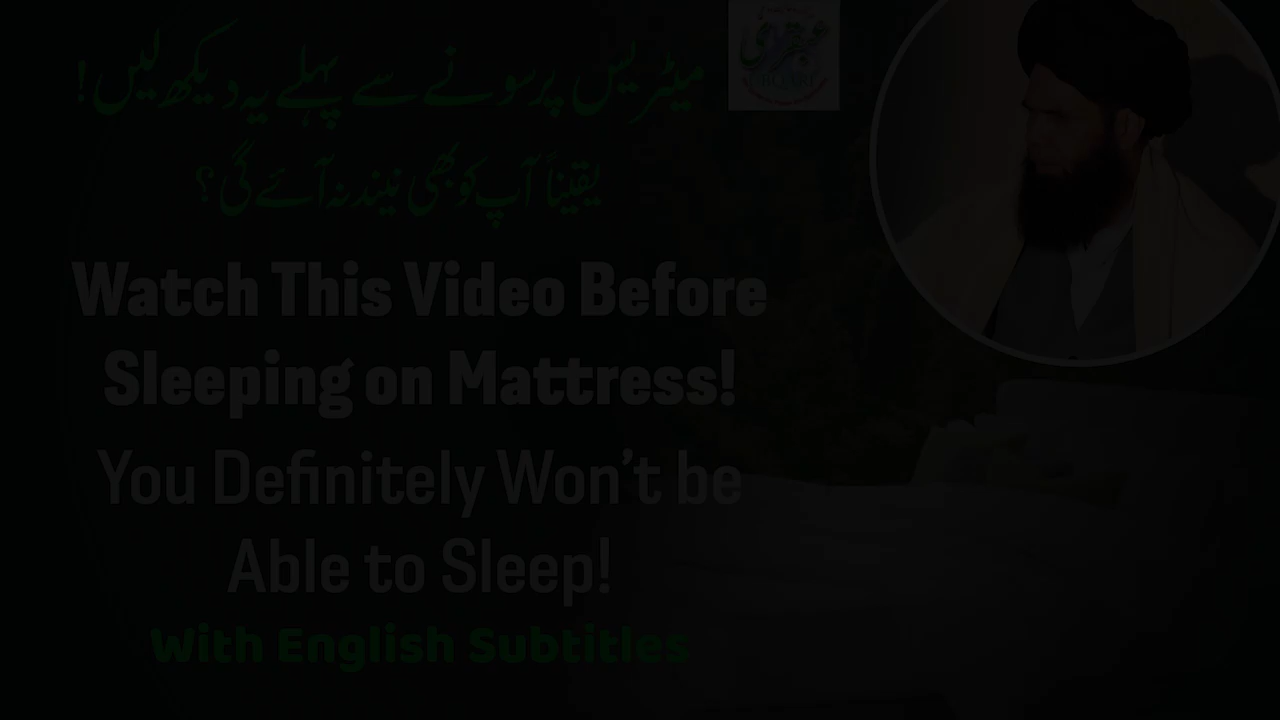 میٹریس پر سونے سے پہلے یہ دیکھ لیں!
یقیناً آپ کو بھی نیند نہ آئے گی؟
Watch This Video Before
Sleeping on Mattress!
You Definitely Won't be
Able to Sleep!
With English Subtitles